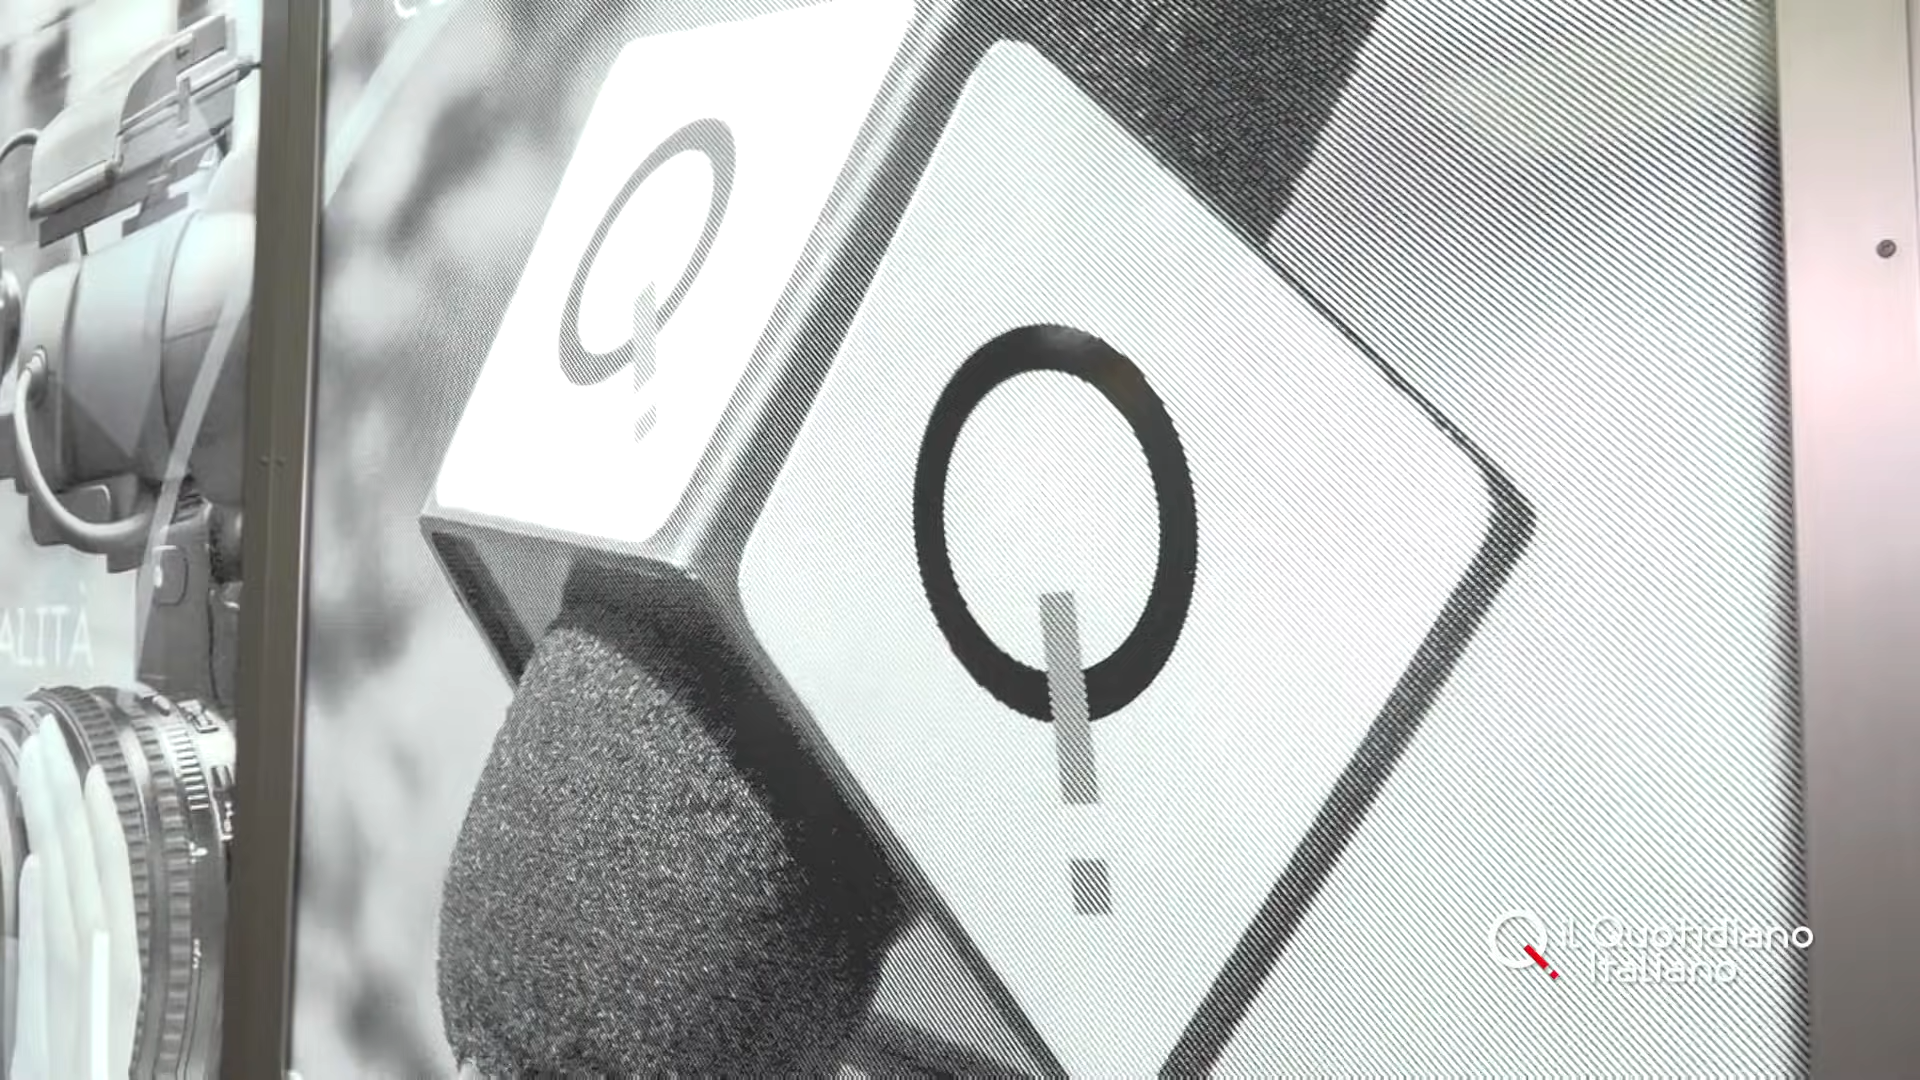 Q
Q
ALITÀ
il Quotidiano
Italiano